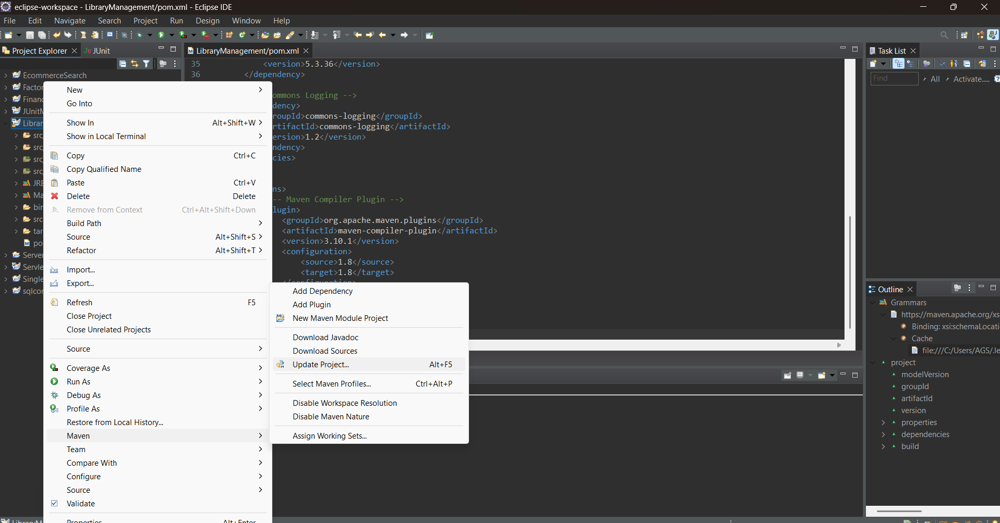 eclipse-workspace - LibraryManagement/pom.xml - Eclipse IDE
File Edit Navigate Search Project Run Design Window Help
Project Explorer
JUnit
EcommerceSearch
Factor
Financ
JUnitM
Librar
src
src
src
src
JRE
Ma
bin
src
tar
po
Server
Servle
Single
sqlcor
LibraryM
New
Go Into
Show In Alt+Shift+W
Show in Local Terminal
Copy Ctrl+C
Copy Qualified Name
Paste Ctrl+V
Delete Delete
Remove from Context Ctrl+Alt+Shift+Down
Build Path
Source Alt+Shift+S
Refactor Alt+Shift+T
Import...
Export...
Refresh F5
Close Project
Close Unrelated Projects
Source
Coverage As
Run As
Debug As
Profile As
Restore from Local History...
Maven
Team
Compare With
Configure
Source
Validate
Properties Alt+Enter
Add Dependency
Add Plugin
New Maven Module Project
Download Javadoc
Download Sources
Update Project... Alt+F5
Select Maven Profiles... Ctrl+Alt+P
Disable Workspace Resolution
Disable Maven Nature
Assign Working Sets...
LibraryManagement/pom.xml
35 <version>5.3.36</version>
36 </dependency>
ommons Logging -->
dency>
roupId>commons-logging</groupId>
rtifactId>commons-logging</artifactId>
ersion>1.2</version>
ndency>
cies>
ns>
-- Maven Compiler Plugin -->
lugin>
<groupId>org.apache.maven.plugins</groupId>
<artifactId>maven-compiler-plugin</artifactId>
<version>3.10.1</version>
<configuration>
<source>1.8</source>
<target>1.8</target>
</configuration>
Task List
Find
All
Activate.....
Outline
Grammars
https://maven.apache.org/xs
Binding: xsi:schemaLocati
Cache
file:///C:/Users/AGS/.le
project
modelVersion
groupId
artifactId
version
properties
dependencies
build